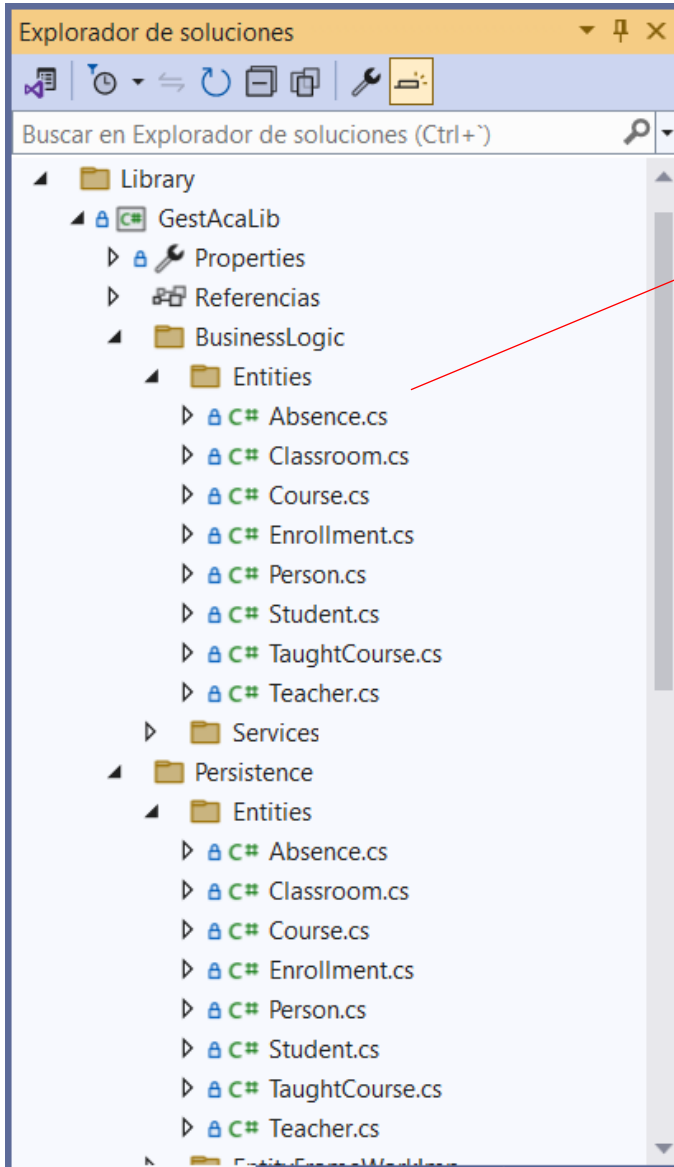 Explorador de soluciones
Buscar en Explorador de soluciones (Ctrl+`)
Library
C# GestAcaLib
Properties
Referencias
BusinessLogic
Entities
C# Absence.cs
C# Classroom.cs
C# Course.cs
C# Enrollment.cs
C# Person.cs
C# Student.cs
C# TaughtCourse.cs
C# Teacher.cs
Services
Persistence
Entities
C# Absence.cs
C# Classroom.cs
C# Course.cs
C# Enrollment.cs
C# Person.cs
C# Student.cs
C# TaughtCourse.cs
C# Teacher.cs
EntityFrameWorkImp